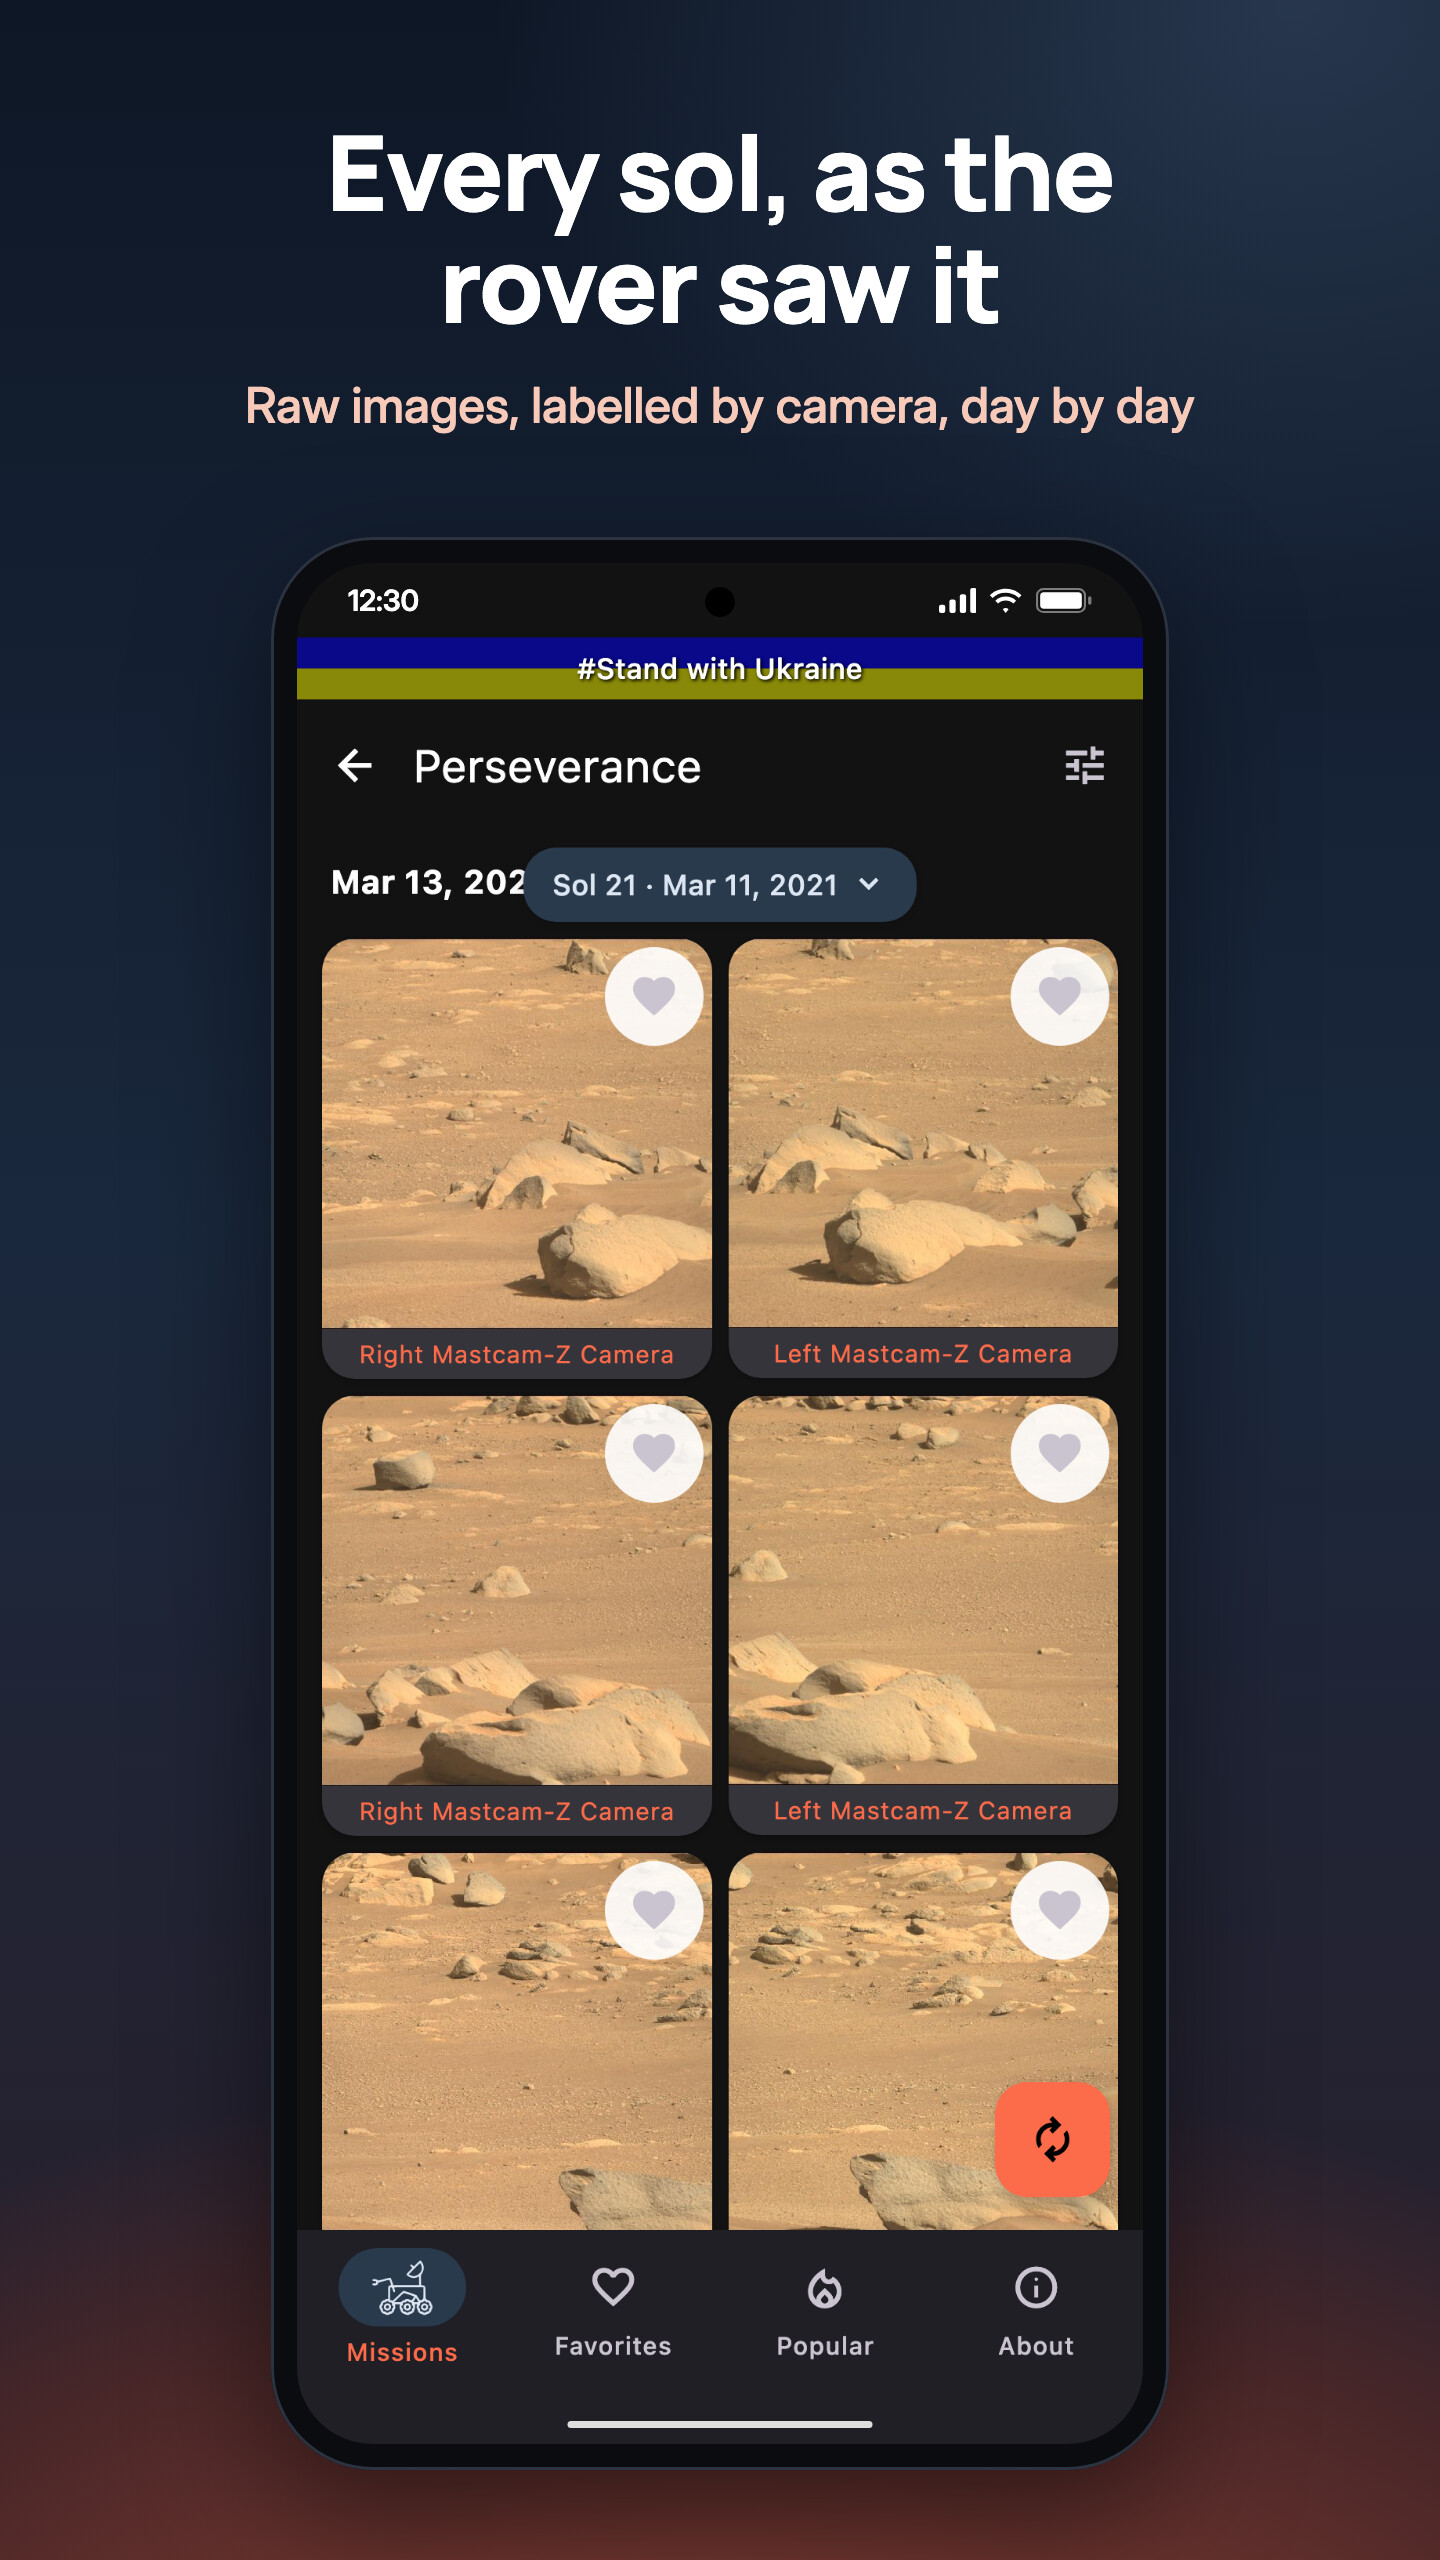 Every sol, as the
rover saw it
Raw images, labelled by camera, day by day
12:30
#Stand with Ukraine
Perseverance
Mar 13, 202
Sol 21 · Mar 11, 2021
Right Mastcam-Z Camera
Left Mastcam-Z Camera
Right Mastcam-Z Camera
Left Mastcam-Z Camera
Missions
Favorites
Popular
About